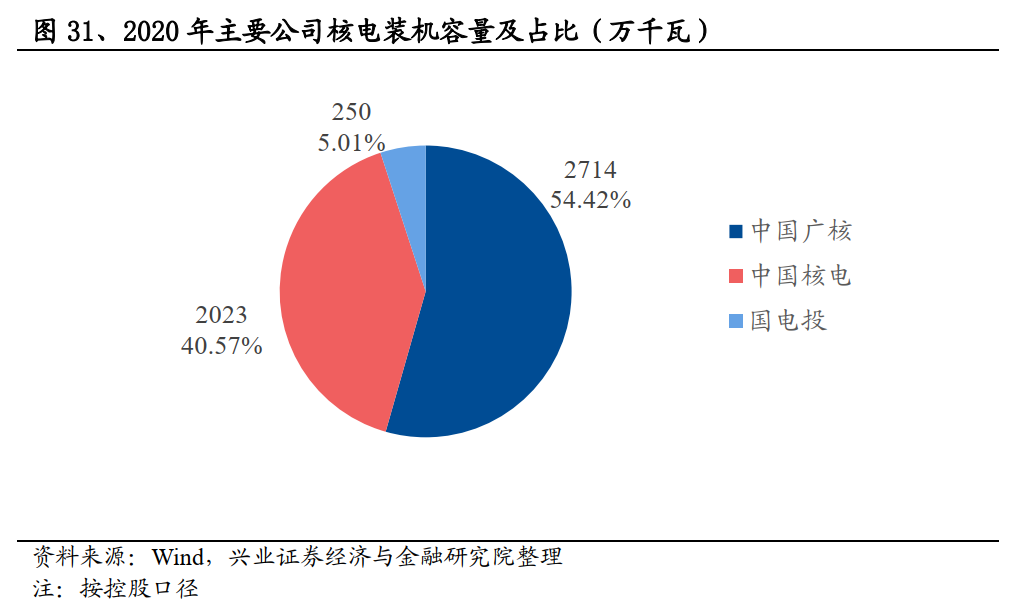 图 31、2020 年主要公司核电装机容量及占比（万千瓦）
250
5.01%
2714
54.42%
2023
40.57%
中国广核
中国核电
国电投
资料来源：Wind，兴业证券经济与金融研究院整理
注：按控股口径